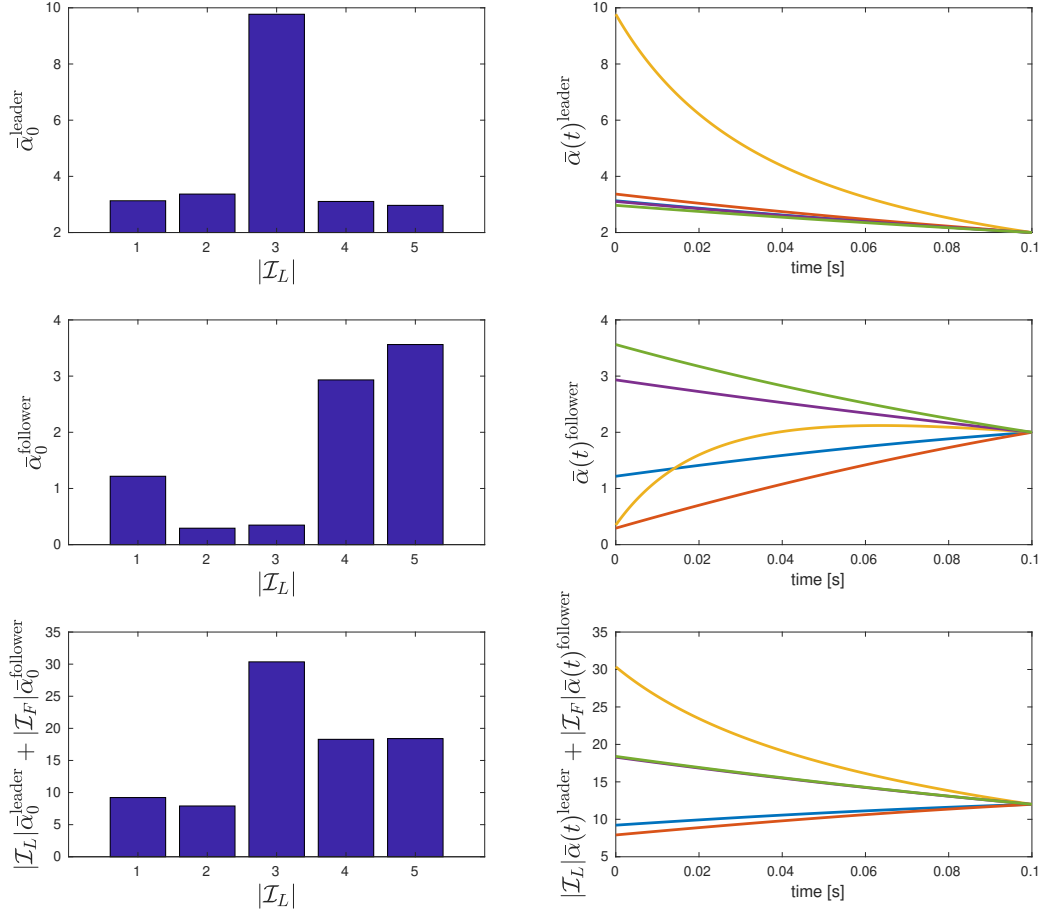 10
8
6
4
2
1 2 3 4 5
|ℐ_L|
ᾱ_0^leader
10
8
6
4
2
0 0.02 0.04 0.06 0.08 0.1
time [s]
ᾱ(t)^leader
4
3
2
1
0
1 2 3 4 5
|ℐ_L|
ᾱ_0^follower
4
3
2
1
0
0 0.02 0.04 0.06 0.08 0.1
time [s]
ᾱ(t)^follower
35
30
25
20
15
10
5
0
1 2 3 4 5
|ℐ_L|
|ℐ_L|ᾱ_0^leader + |ℐ_F|ᾱ_0^follower
35
30
25
20
15
10
5
0 0.02 0.04 0.06 0.08 0.1
time [s]
|ℐ_L|ᾱ(t)^leader + |ℐ_F|ᾱ(t)^follower